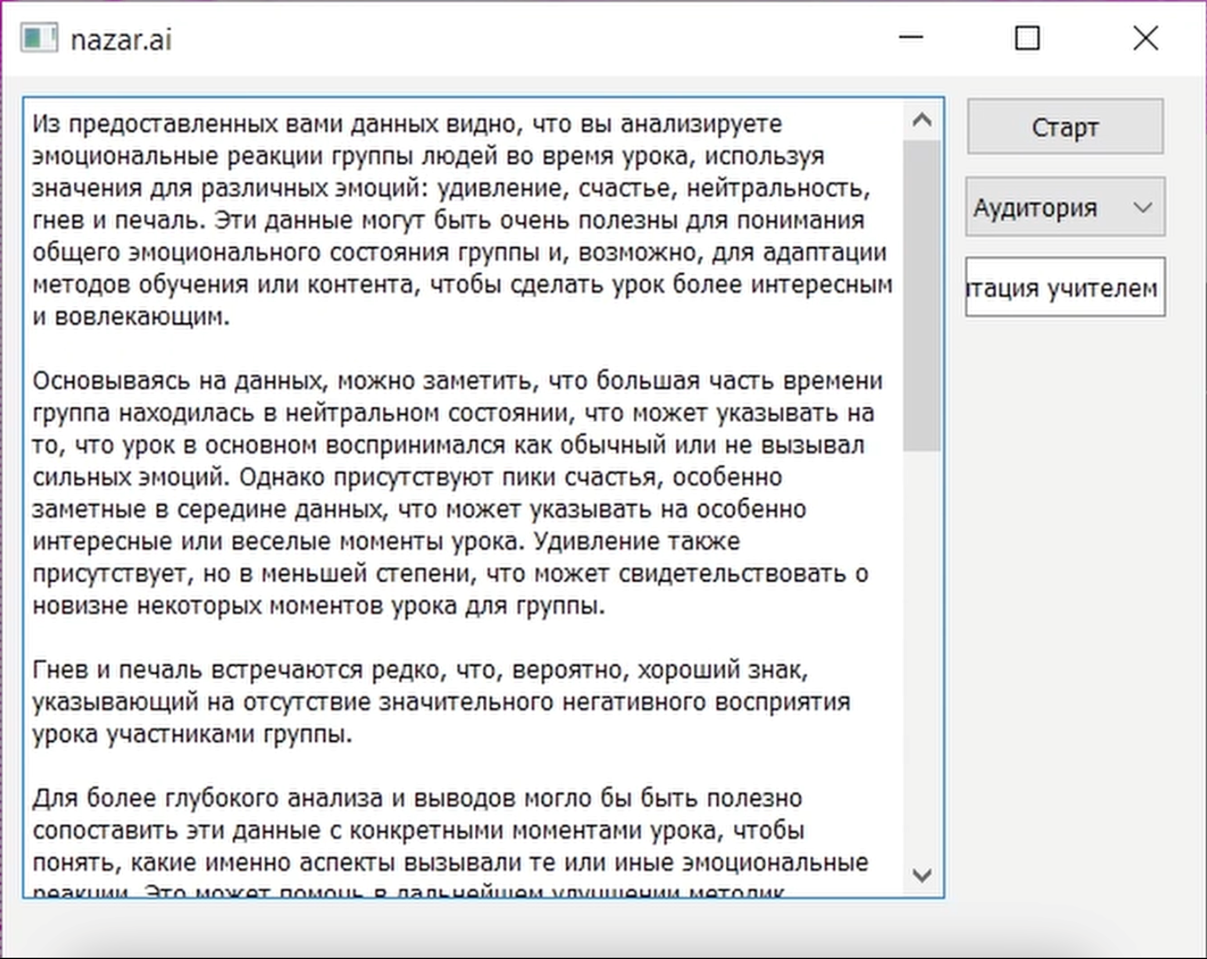 nazar.ai
Из предоставленных вами данных видно, что вы анализируете
эмоциональные реакции группы людей во время урока, используя
значения для различных эмоций: удивление, счастье, нейтральность,
гнев и печаль. Эти данные могут быть очень полезны для понимания
общего эмоционального состояния группы и, возможно, для адаптации
методов обучения или контента, чтобы сделать урок более интересным
и вовлекающим.
Основываясь на данных, можно заметить, что большая часть времени
группа находилась в нейтральном состоянии, что может указывать на
то, что урок в основном воспринимался как обычный или не вызывал
сильных эмоций. Однако присутствуют пики счастья, особенно
заметные в середине данных, что может указывать на особенно
интересные или веселые моменты урока. Удивление также
присутствует, но в меньшей степени, что может свидетельствовать о
новизне некоторых моментов урока для группы.
Гнев и печаль встречаются редко, что, вероятно, хороший знак,
указывающий на отсутствие значительного негативного восприятия
урока участниками группы.
Для более глубокого анализа и выводов могло бы быть полезно
сопоставить эти данные с конкретными моментами урока, чтобы
понять, какие именно аспекты вызывали те или иные эмоциональные
реакции. Это может помочь в дальнейшем улучшении методик
Старт
Аудитория
тация учителем